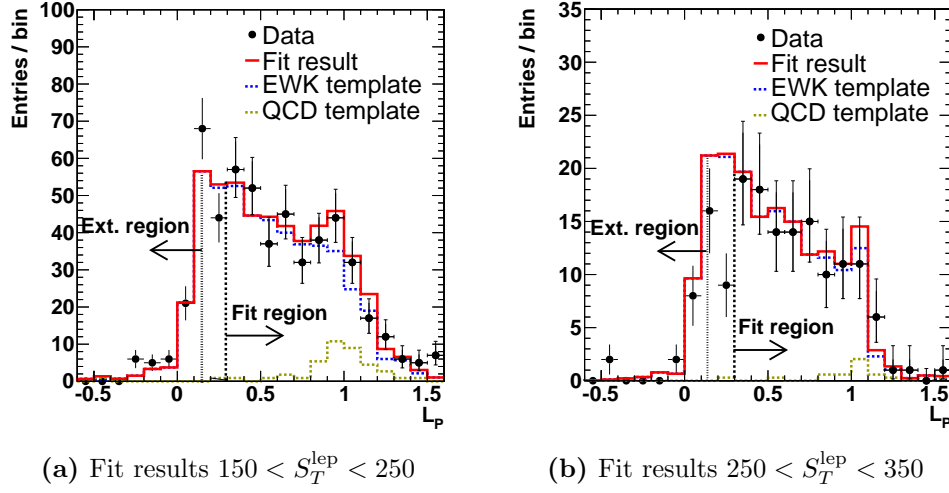 Entries / bin
100
90
80
70
60
50
40
30
20
10
0
Data
Fit result
EWK template
QCD template
Ext. region
Fit region
-0.5 0 0.5 1 1.5
L_P
(a) Fit results 150 < S_T^lep < 250
Entries / bin
35
30
25
20
15
10
5
0
Data
Fit result
EWK template
QCD template
Ext. region
Fit region
-0.5 0 0.5 1 1.5
L_P
(b) Fit results 250 < S_T^lep < 350